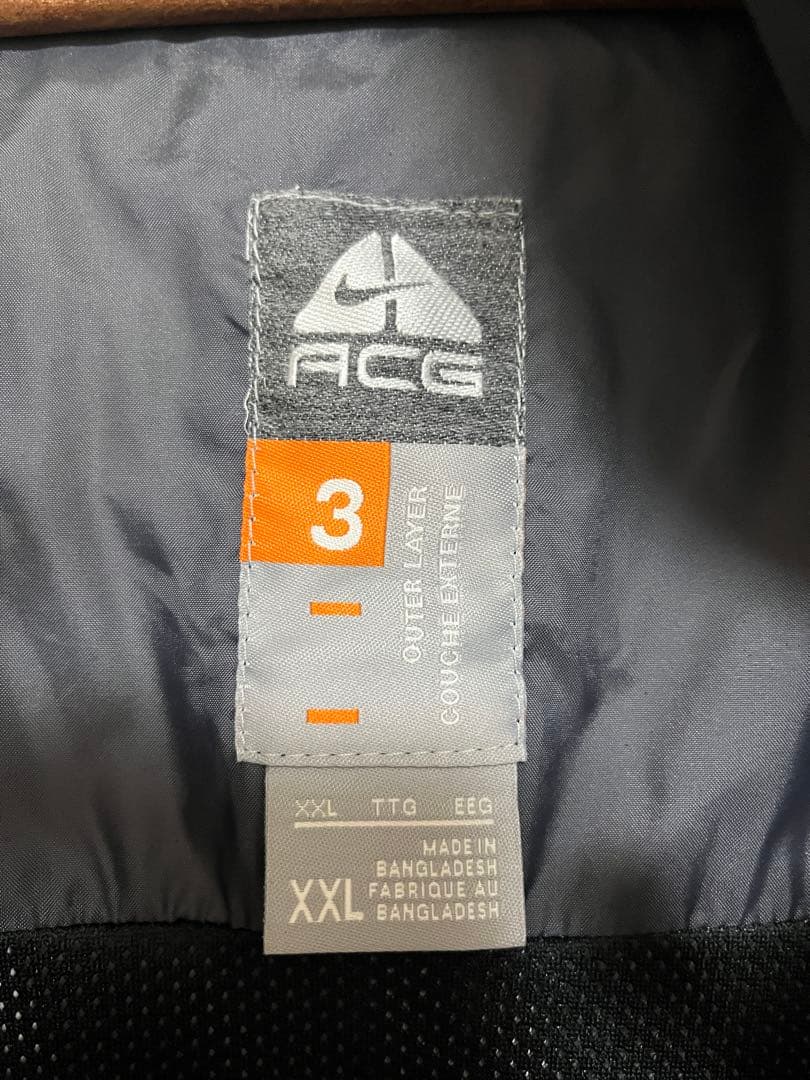 ACG
3
OUTER LAYER
COUCHE EXTERNE
XXL TTG EEG
XXL
MADE IN
BANGLADESH
FABRIQUE AU
BANGLADESH